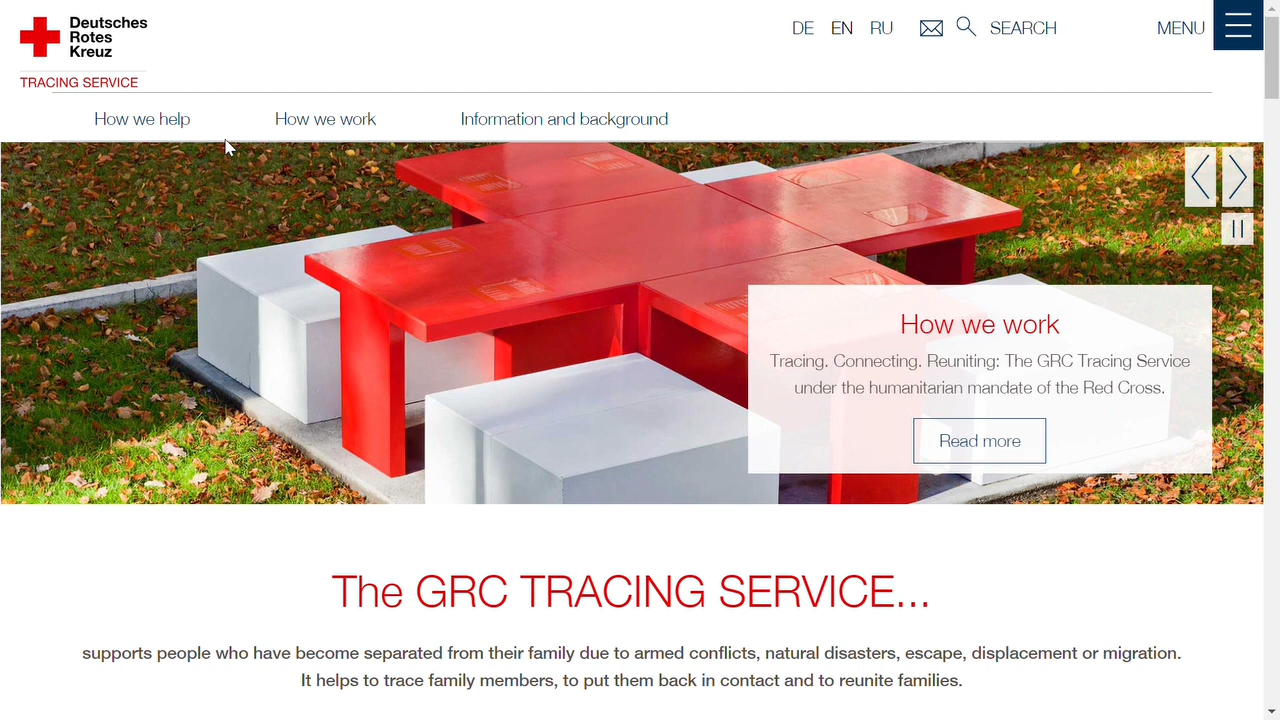 Deutsches
Rotes
Kreuz
TRACING SERVICE
DE EN RU SEARCH MENU
How we help How we work Information and background
How we work
Tracing. Connecting. Reuniting: The GRC Tracing Service
under the humanitarian mandate of the Red Cross.
Read more
The GRC TRACING SERVICE...
supports people who have become separated from their family due to armed conflicts, natural disasters, escape, displacement or migration.
It helps to trace family members, to put them back in contact and to reunite families.